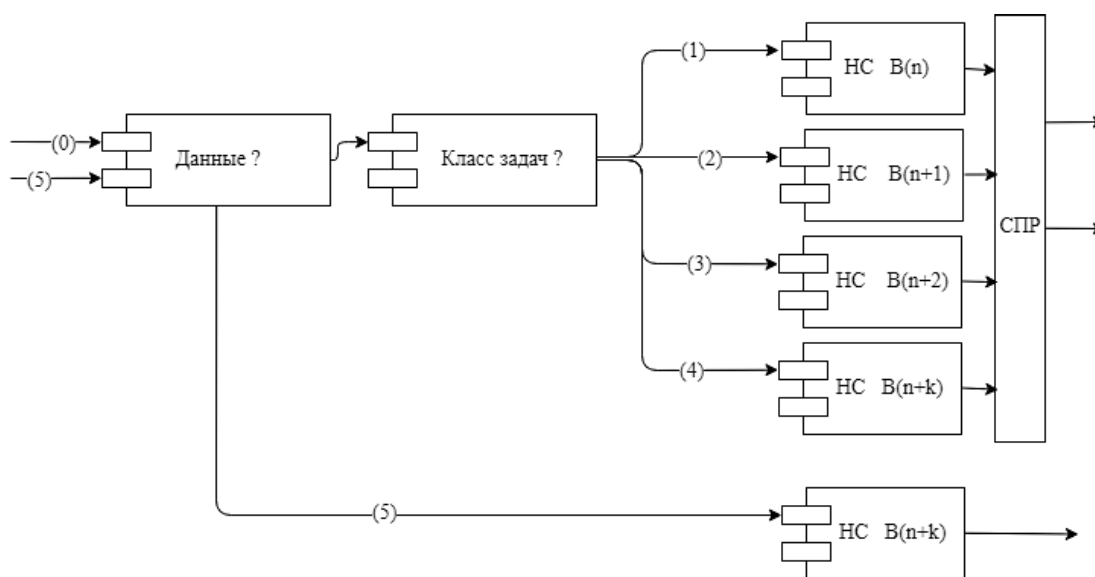 (1)
НС B(n)
(0)
Данные ?
Класс задач ?
(2)
НС B(n+1)
(5)
СПР
(3)
НС B(n+2)
(4)
НС B(n+k)
(5)
НС B(n+k)